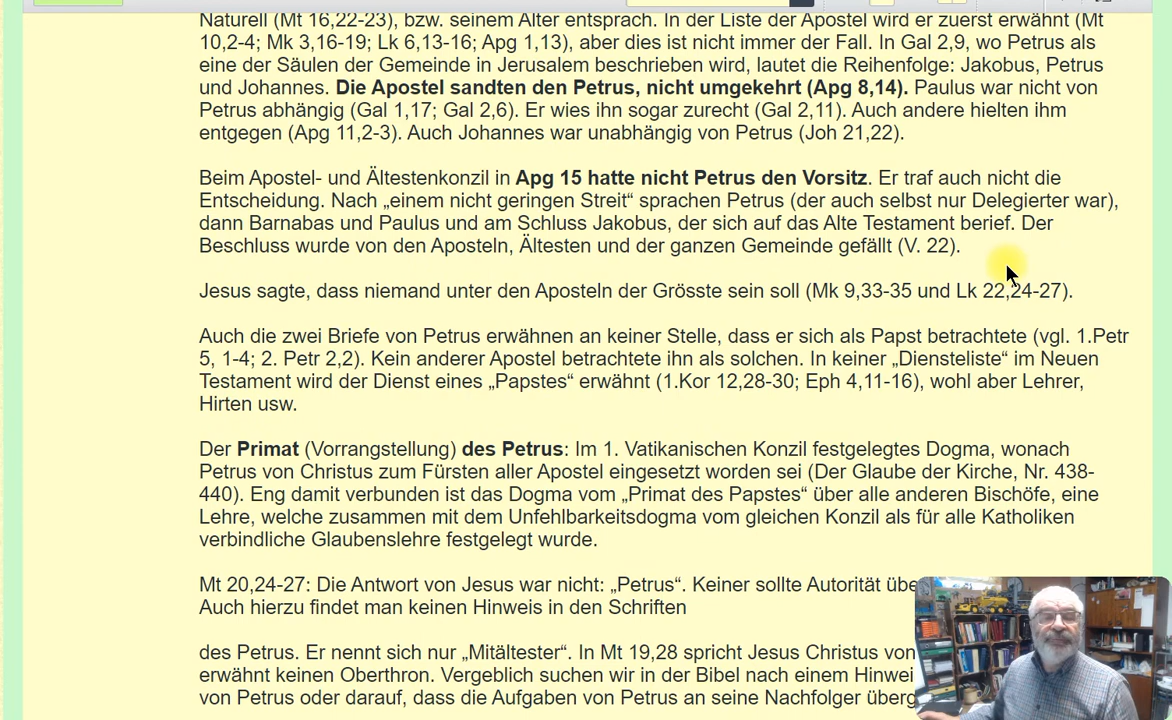 Naturell (Mt 16,22-23), bzw. seinem Alter entsprach. In der Liste der Apostel wird er zuerst erwähnt (Mt
10,2-4; Mk 3,16-19; Lk 6,13-16; Apg 1,13), aber dies ist nicht immer der Fall. In Gal 2,9, wo Petrus als
eine der Säulen der Gemeinde in Jerusalem beschrieben wird, lautet die Reihenfolge: Jakobus, Petrus
und Johannes. Die Apostel sandten den Petrus, nicht umgekehrt (Apg 8,14). Paulus war nicht von
Petrus abhängig (Gal 1,17; Gal 2,6). Er wies ihn sogar zurecht (Gal 2,11). Auch andere hielten ihm
entgegen (Apg 11,2-3). Auch Johannes war unabhängig von Petrus (Joh 21,22).
Beim Apostel- und Ältestenkonzil in Apg 15 hatte nicht Petrus den Vorsitz. Er traf auch nicht die
Entscheidung. Nach „einem nicht geringen Streit“ sprachen Petrus (der auch selbst nur Delegierter war),
dann Barnabas und Paulus und am Schluss Jakobus, der sich auf das Alte Testament berief. Der
Beschluss wurde von den Aposteln, Ältesten und der ganzen Gemeinde gefällt (V. 22).
Jesus sagte, dass niemand unter den Aposteln der Grösste sein soll (Mk 9,33-35 und Lk 22,24-27).
Auch die zwei Briefe von Petrus erwähnen an keiner Stelle, dass er sich als Papst betrachtete (vgl. 1.Petr
5, 1-4; 2. Petr 2,2). Kein anderer Apostel betrachtete ihn als solchen. In keiner „Diensteliste“ im Neuen
Testament wird der Dienst eines „Papstes“ erwähnt (1.Kor 12,28-30; Eph 4,11-16), wohl aber Lehrer,
Hirten usw.
Der Primat (Vorrangstellung) des Petrus: Im 1. Vatikanischen Konzil festgelegtes Dogma, wonach
Petrus von Christus zum Fürsten aller Apostel eingesetzt worden sei (Der Glaube der Kirche, Nr. 438-
440). Eng damit verbunden ist das Dogma vom „Primat des Papstes“ über alle anderen Bischöfe, eine
Lehre, welche zusammen mit dem Unfehlbarkeitsdogma vom gleichen Konzil als für alle Katholiken
verbindliche Glaubenslehre festgelegt wurde.
Mt 20,24-27: Die Antwort von Jesus war nicht: „Petrus“. Keiner sollte Autorität übe
Auch hierzu findet man keinen Hinweis in den Schriften
des Petrus. Er nennt sich nur „Mitältester“. In Mt 19,28 spricht Jesus Christus von
erwähnt keinen Oberthron. Vergeblich suchen wir in der Bibel nach einem Hinwei
von Petrus oder darauf, dass die Aufgaben von Petrus an seine Nachfolger überg